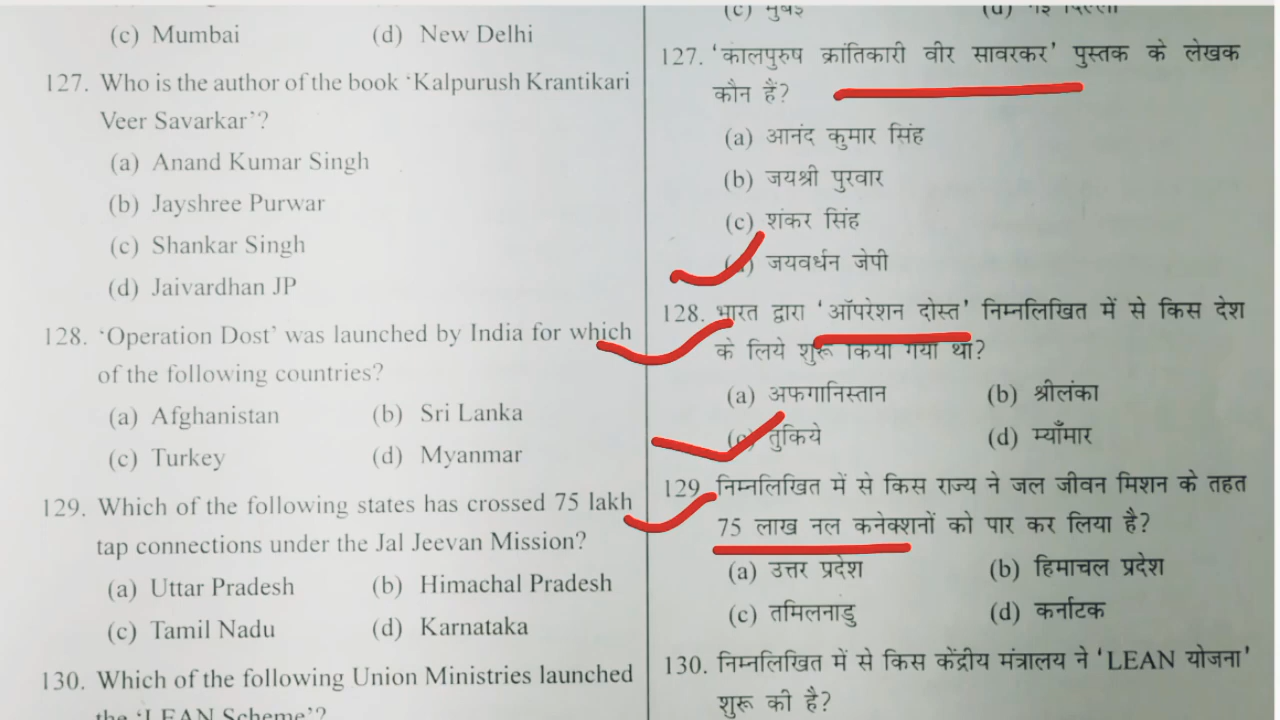 (c) Mumbai (d) New Delhi
127. Who is the author of the book ‘Kalpurush Krantikari
Veer Savarkar’?
(a) Anand Kumar Singh
(b) Jayshree Purwar
(c) Shankar Singh
(d) Jaivardhan JP
128. ‘Operation Dost’ was launched by India for which
of the following countries?
(a) Afghanistan (b) Sri Lanka
(c) Turkey (d) Myanmar
129. Which of the following states has crossed 75 lakh
tap connections under the Jal Jeevan Mission?
(a) Uttar Pradesh (b) Himachal Pradesh
(c) Tamil Nadu (d) Karnataka
130. Which of the following Union Ministries launched
the ‘LEAN Scheme’?
(c) मुंबई (d) नई दिल्ली
127. ‘कालपुरुष क्रांतिकारी वीर सावरकर’ पुस्तक के लेखक
कौन हैं?
(a) आनंद कुमार सिंह
(b) जयश्री पुरवार
(c) शंकर सिंह
जयवर्धन जेपी
128. भारत द्वारा ‘ऑपरेशन दोस्त’ निम्नलिखित में से किस देश
के लिये शुरू किया गया था?
(a) अफगानिस्तान (b) श्रीलंका
(c) तुर्किये (d) म्याँमार
129. निम्नलिखित में से किस राज्य ने जल जीवन मिशन के तहत
75 लाख नल कनेक्शनों को पार कर लिया है?
(a) उत्तर प्रदेश (b) हिमाचल प्रदेश
(c) तमिलनाडु (d) कर्नाटक
130. निम्नलिखित में से किस केंद्रीय मंत्रालय ने ‘LEAN योजना’
शुरू की है?